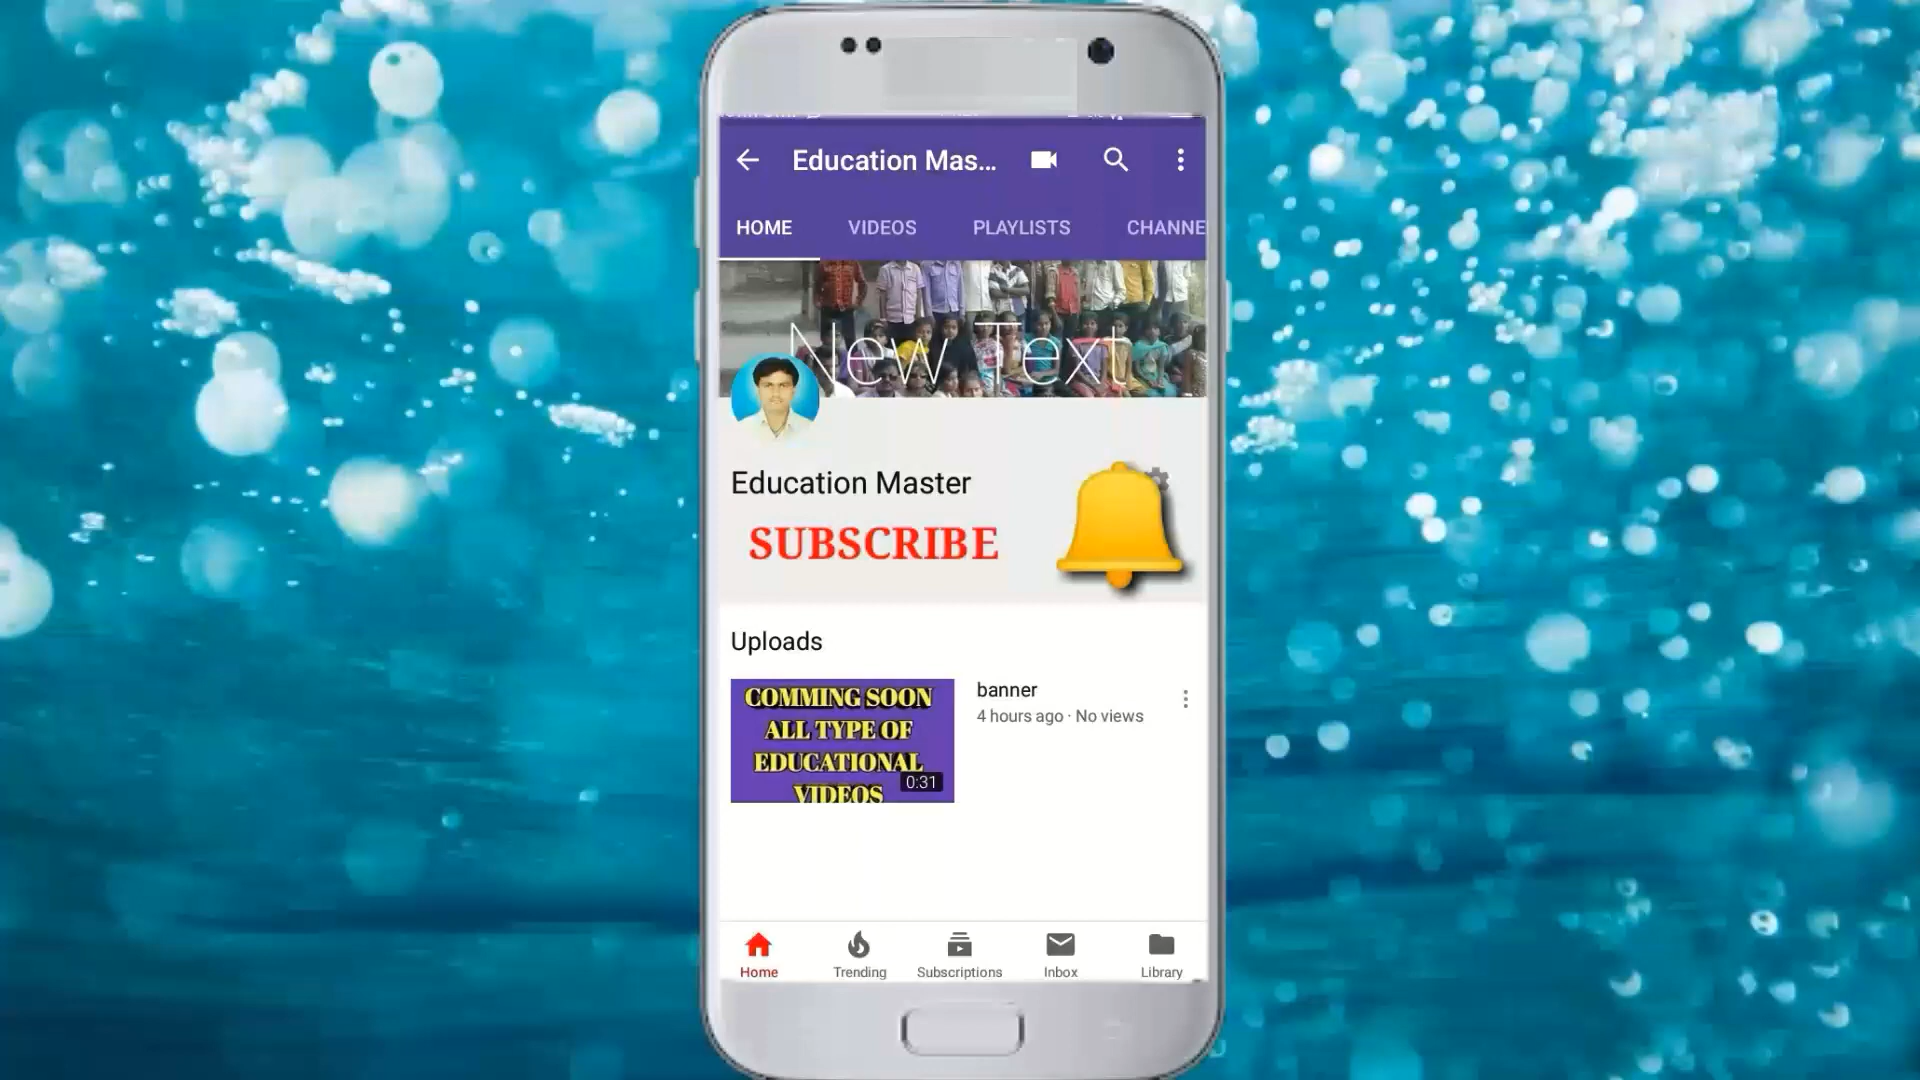 Education Mas...
HOME VIDEOS PLAYLISTS CHANNE
New Text
Education Master
SUBSCRIBE
Uploads
COMMING SOON
ALL TYPE OF
EDUCATIONAL
VIDEOS
0:31
banner
4 hours ago · No views
Home Trending Subscriptions Inbox Library